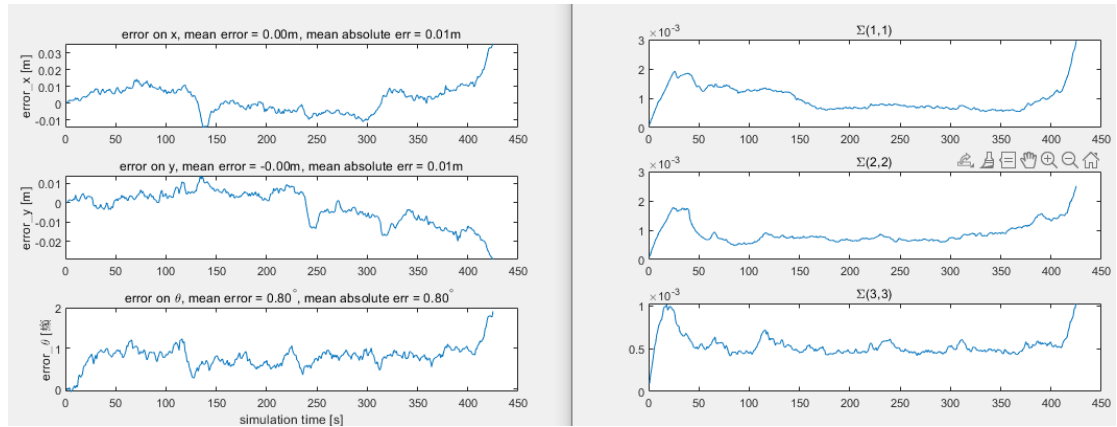 error on x, mean error = 0.00m, mean absolute err = 0.01m
error_x [m]
0.03
0.02
0.01
0
-0.01
0 50 100 150 200 250 300 350 400 450
error on y, mean error = -0.00m, mean absolute err = 0.01m
error_y [m]
0.01
0
-0.01
-0.02
0 50 100 150 200 250 300 350 400 450
error on θ, mean error = 0.80°, mean absolute err = 0.80°
error_θ [
2
1
0
0 50 100 150 200 250 300 350 400 450
simulation time [s]
Σ(1,1)
×10⁻³
3
2
1
0
0 50 100 150 200 250 300 350 400 450
Σ(2,2)
×10⁻³
3
2
1
0
0 50 100 150 200 250 300 350 400 450
Σ(3,3)
×10⁻³
1
0.5
0
0 50 100 150 200 250 300 350 400 450